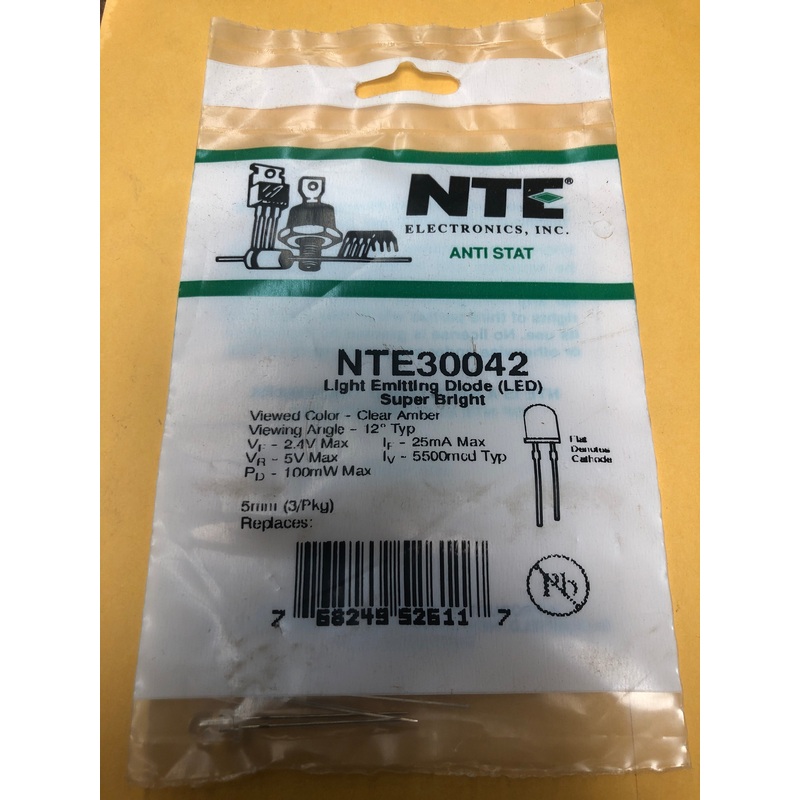 NTE®
ELECTRONICS, INC.
ANTI STAT
NTE30042
Light Emitting Diode (LED)
Super Bright
Viewed Color - Clear Amber
Viewing Angle - 12° Typ
VF - 2.4V Max IF - 25mA Max
VR - 5V Max IV - 5500mcd Typ
PD - 100mW Max
Flat
Denotes
Cathode
5mm (3/Pkg)
Replaces:
Pb
7 68249 52611 7